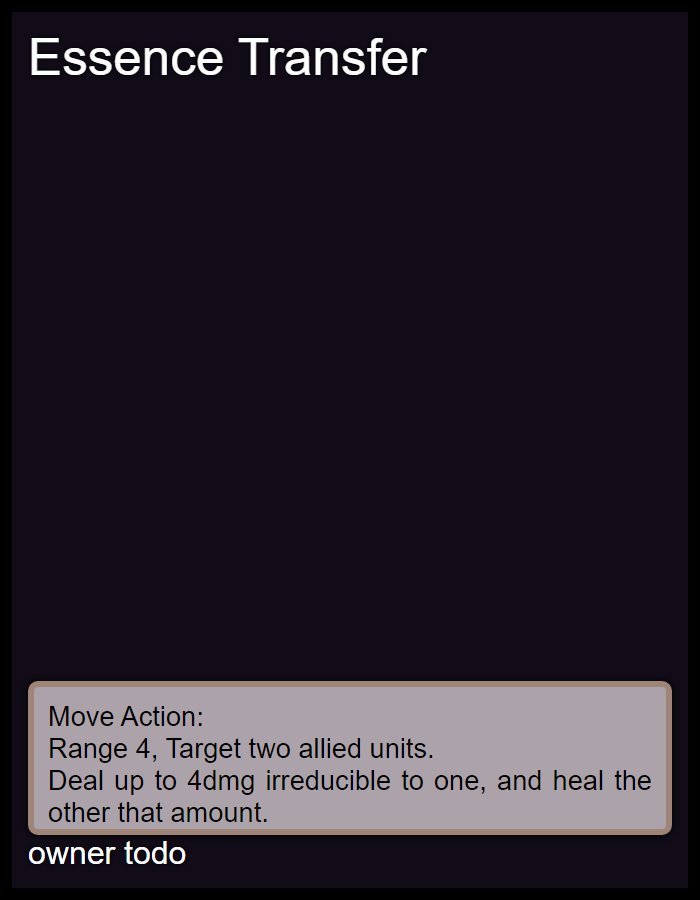 Essence Transfer
Move Action:
Range 4, Target two allied units.
Deal up to 4dmg irreducible to one, and heal the
other that amount.
owner todo